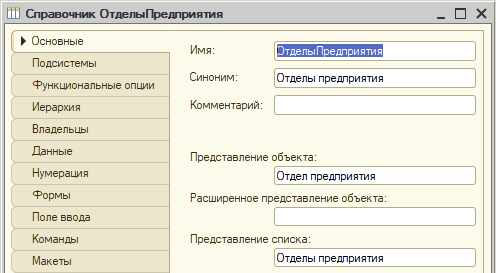 Справочник ОтделыПредприятия
Основные
Подсистемы
Функциональные опции
Иерархия
Владельцы
Данные
Нумерация
Формы
Поле ввода
Команды
Макеты
Имя: ОтделыПредприятия
Синоним: Отделы предприятия
Комментарий:
Представление объекта:
Отдел предприятия
Расширенное представление объекта:
Представление списка:
Отделы предприятия